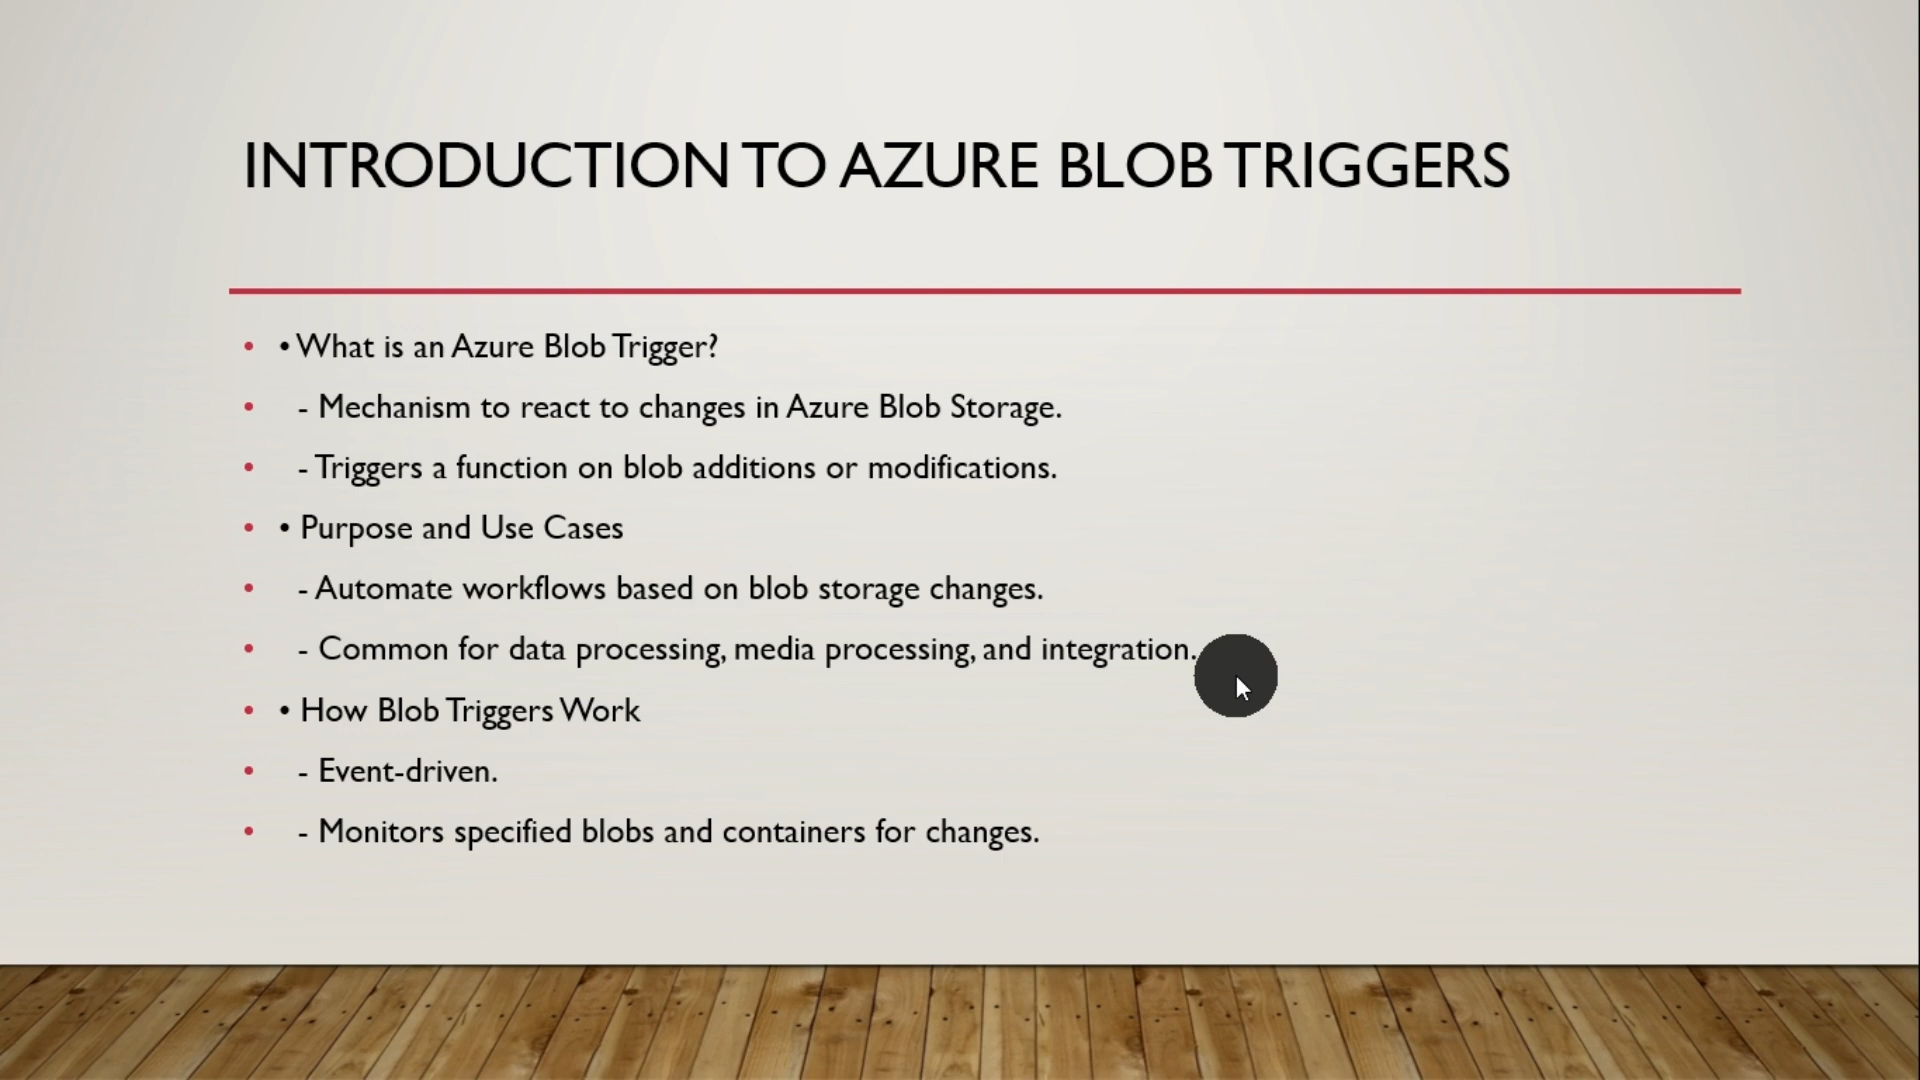 INTRODUCTION TO AZURE BLOB TRIGGERS
• • What is an Azure Blob Trigger?
• - Mechanism to react to changes in Azure Blob Storage.
• - Triggers a function on blob additions or modifications.
• • Purpose and Use Cases
• - Automate workflows based on blob storage changes.
• - Common for data processing, media processing, and integration.
• • How Blob Triggers Work
• - Event-driven.
• - Monitors specified blobs and containers for changes.